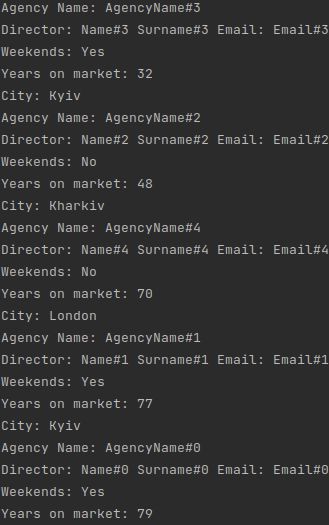 Agency Name: AgencyName#3
Director: Name#3 Surname#3 Email: Email#3
Weekends: Yes
Years on market: 32
City: Kyiv
Agency Name: AgencyName#2
Director: Name#2 Surname#2 Email: Email#2
Weekends: No
Years on market: 48
City: Kharkiv
Agency Name: AgencyName#4
Director: Name#4 Surname#4 Email: Email#4
Weekends: No
Years on market: 70
City: London
Agency Name: AgencyName#1
Director: Name#1 Surname#1 Email: Email#1
Weekends: Yes
Years on market: 77
City: Kyiv
Agency Name: AgencyName#0
Director: Name#0 Surname#0 Email: Email#0
Weekends: Yes
Years on market: 79